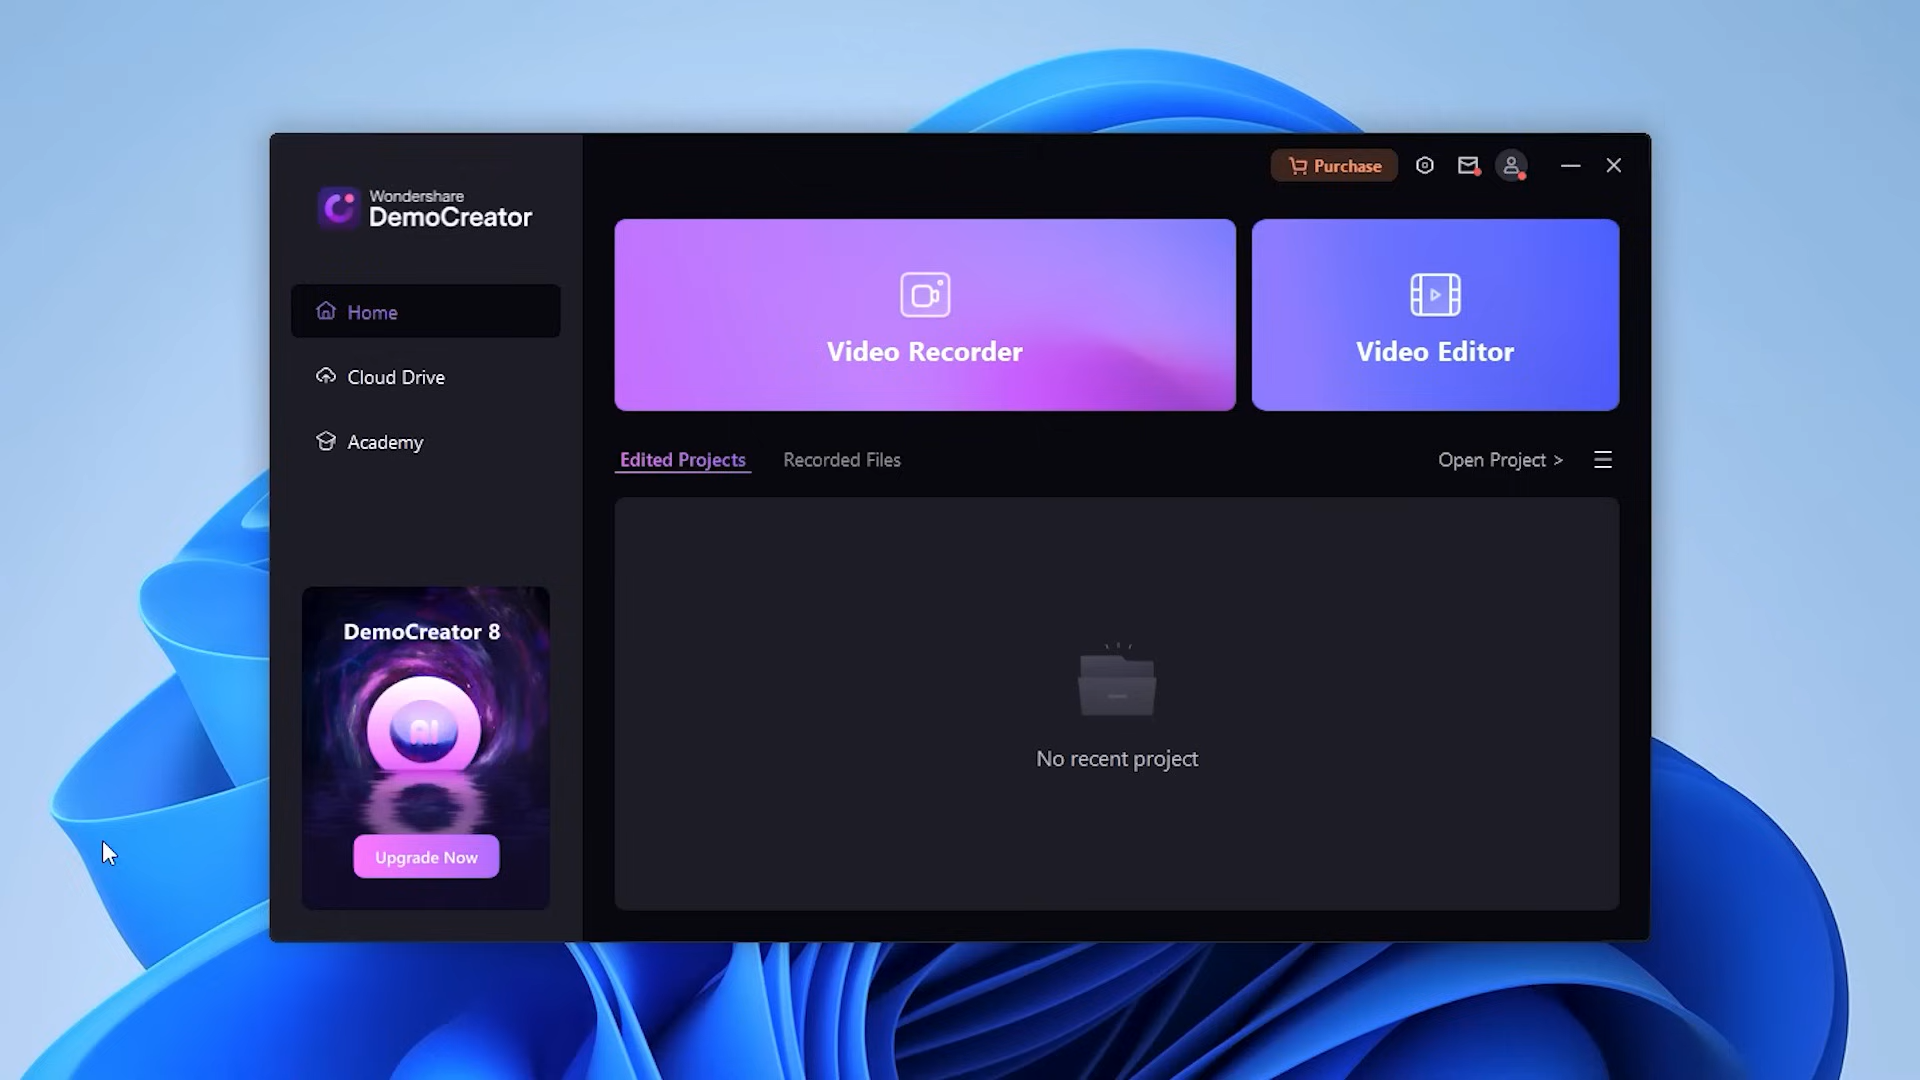 Wondershare
DemoCreator
Home
Cloud Drive
Academy
DemoCreator 8
AI
Upgrade Now
Purchase
Video Recorder
Video Editor
Edited Projects
Recorded Files
Open Project >
No recent project